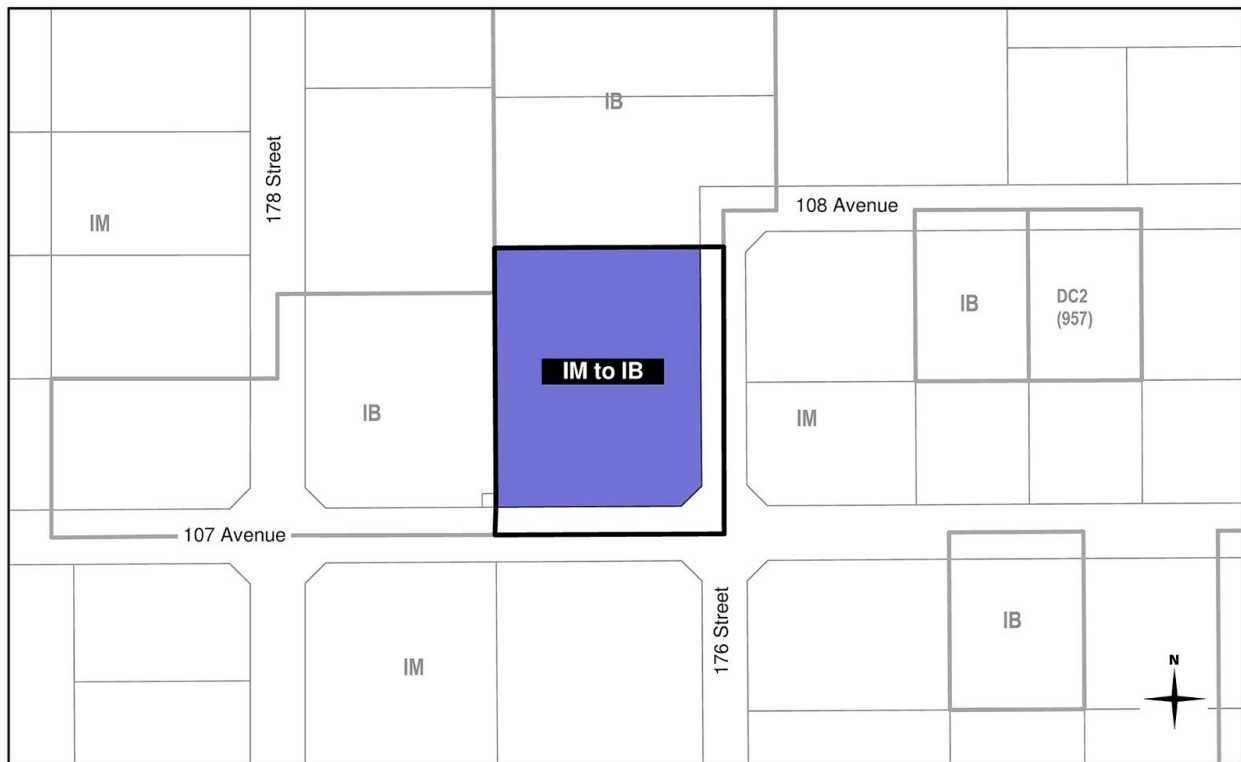 IB
178 Street
108 Avenue
IM
IB
DC2
(957)
IM to IB
IB
IM
107 Avenue
176 Street
IB
IM
N